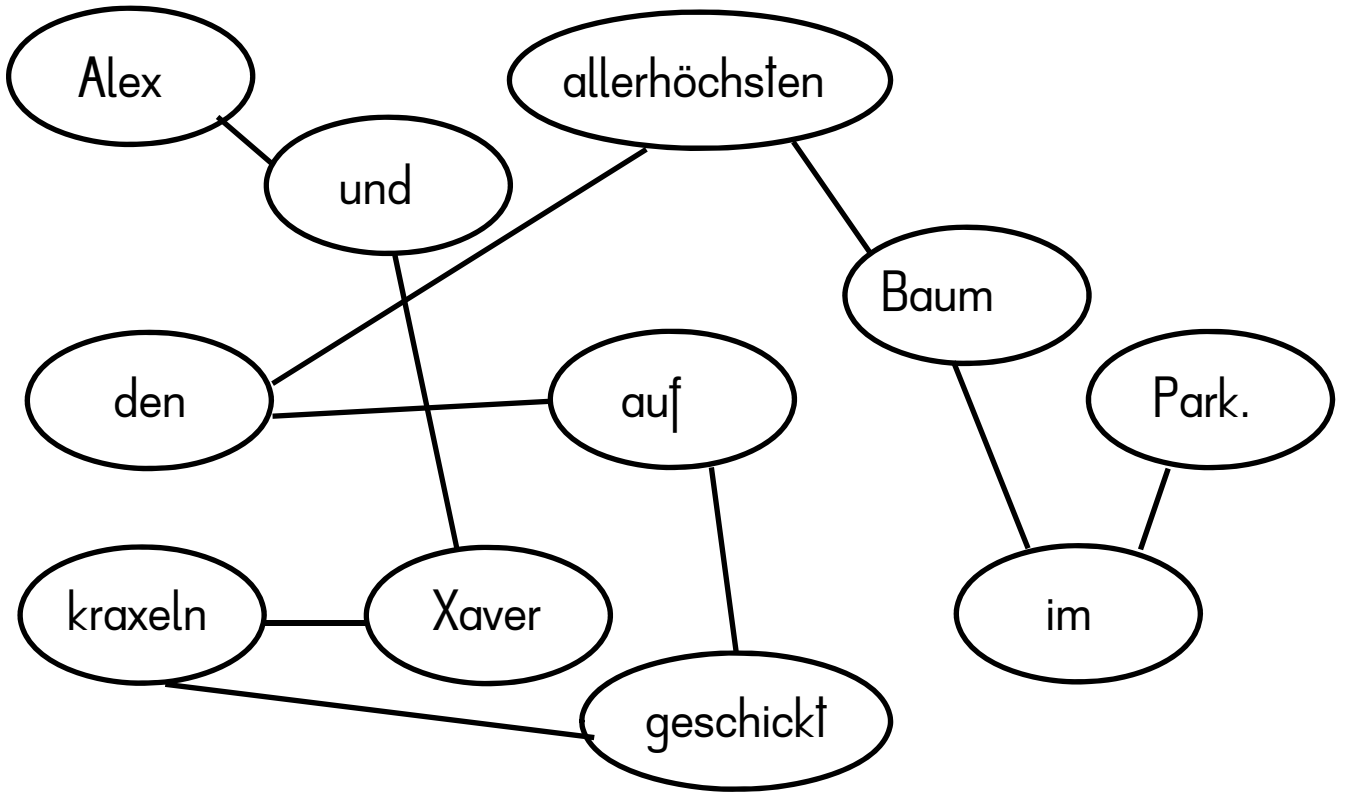 Alex
und
Xaver
kraxeln
geschickt
auf
den
allerhöchsten
Baum
im
Park.